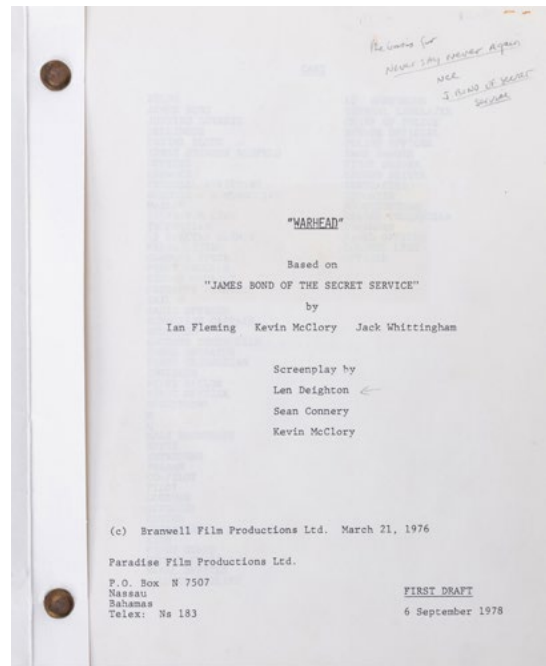 The basis for
NEVER SAY NEVER AGAIN
NEE
J BOND OF SECRET
SERVICE
"WARHEAD"
Based on
"JAMES BOND OF THE SECRET SERVICE"
by
Ian Fleming Kevin McClory Jack Whittingham
Screenplay by
Len Deighton ←
Sean Connery
Kevin McClory
(c) Branwell Film Productions Ltd. March 21, 1976
Paradise Film Productions Ltd.
P.O. Box N 7507
Nassau
Bahamas
Telex: Ns 183
FIRST DRAFT
6 September 1978